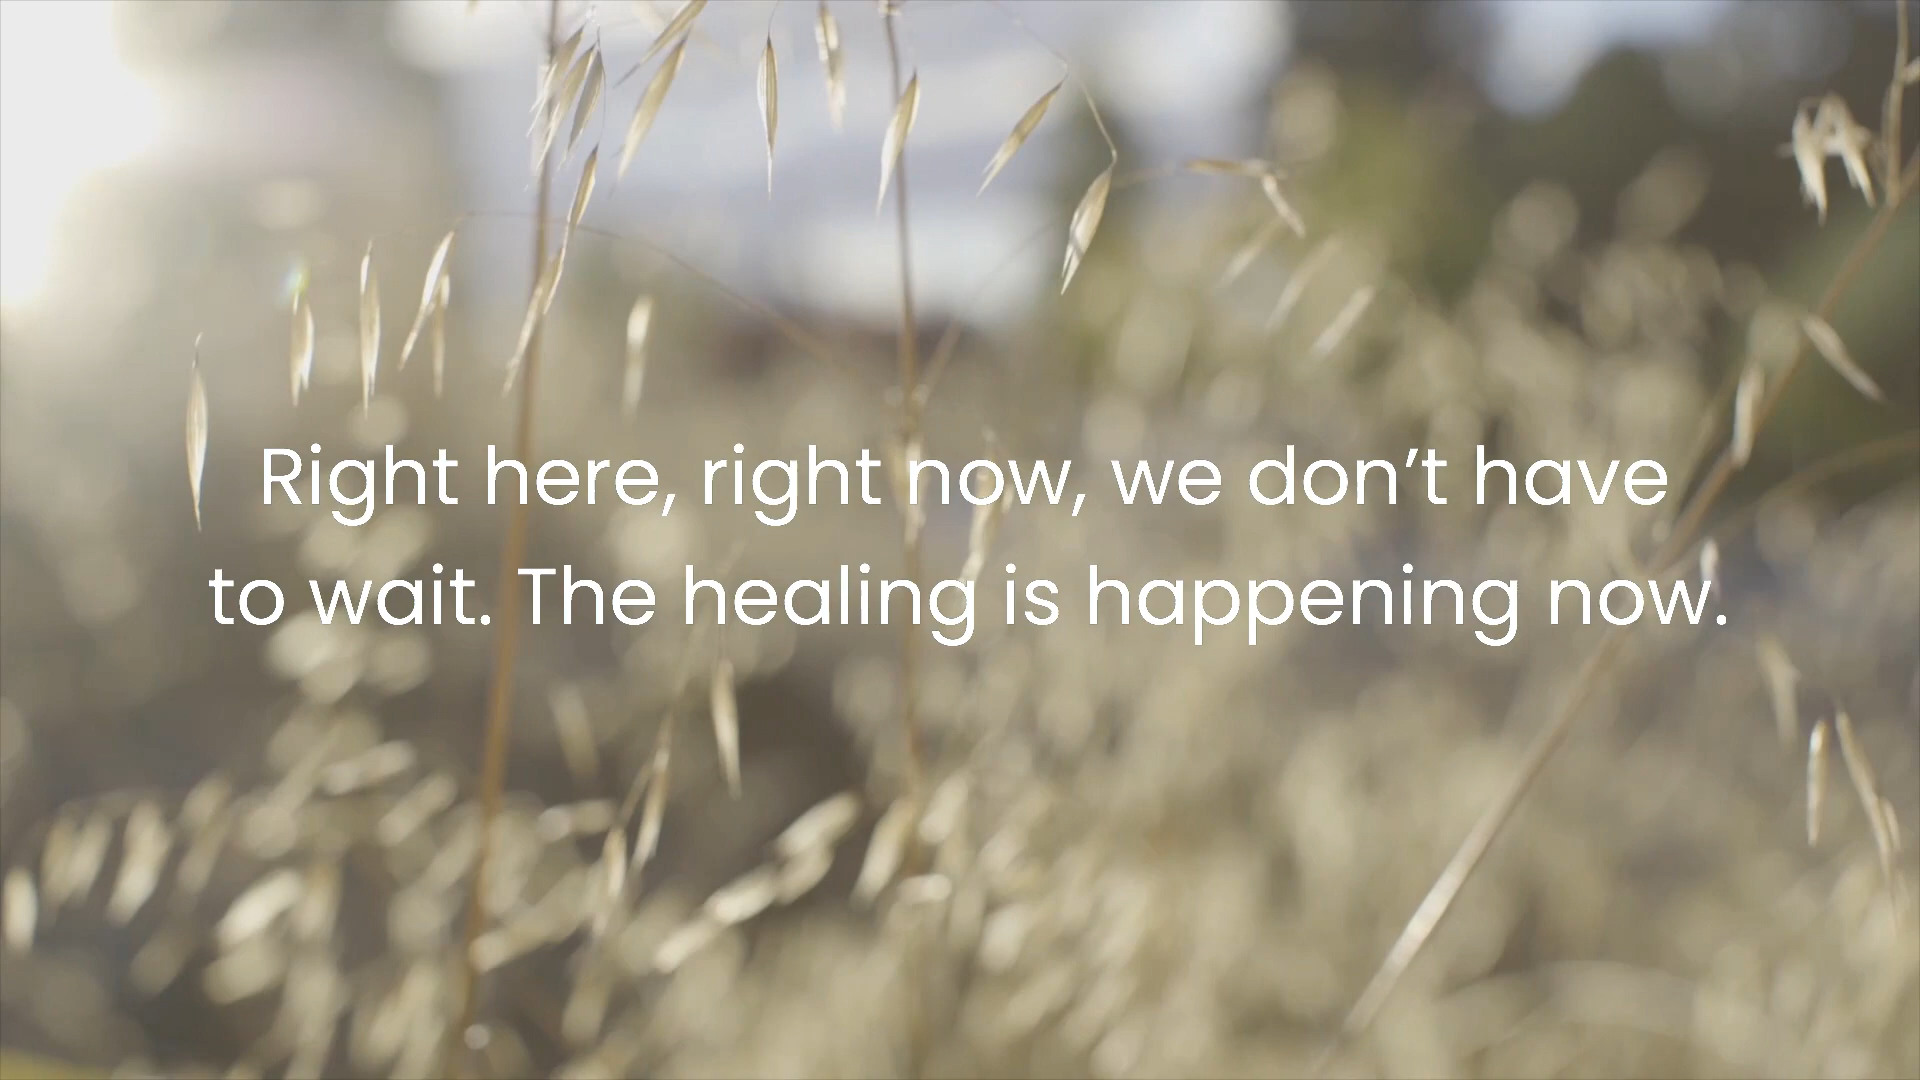 Right here, right now, we don’t have
to wait. The healing is happening now.